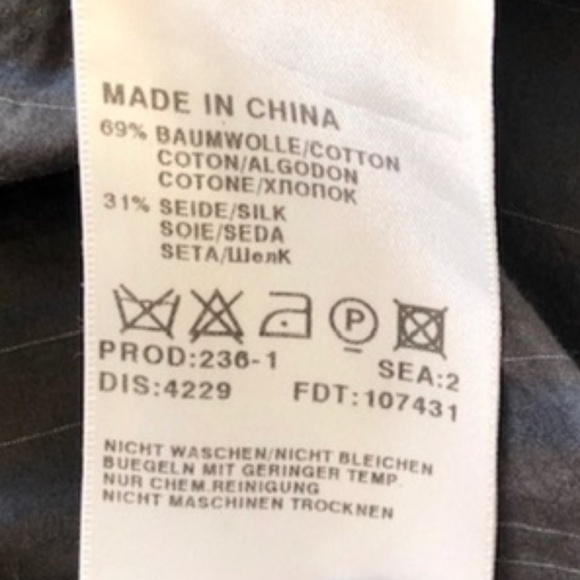 MADE IN CHINA
69% BAUMWOLLE/COTTON
COTON/ALGODON
COTONE/ХЛОПОК
31% SEIDE/SILK
SOIE/SEDA
SETA/Шелк
P
PROD:236-1
SEA:2
DIS:4229
FDT:107431
NICHT WASCHEN/NICHT BLEICHEN
BUEGELN MIT GERINGER TEMP.
NUR CHEM.REINIGUNG
NICHT MASCHINEN TROCKNEN